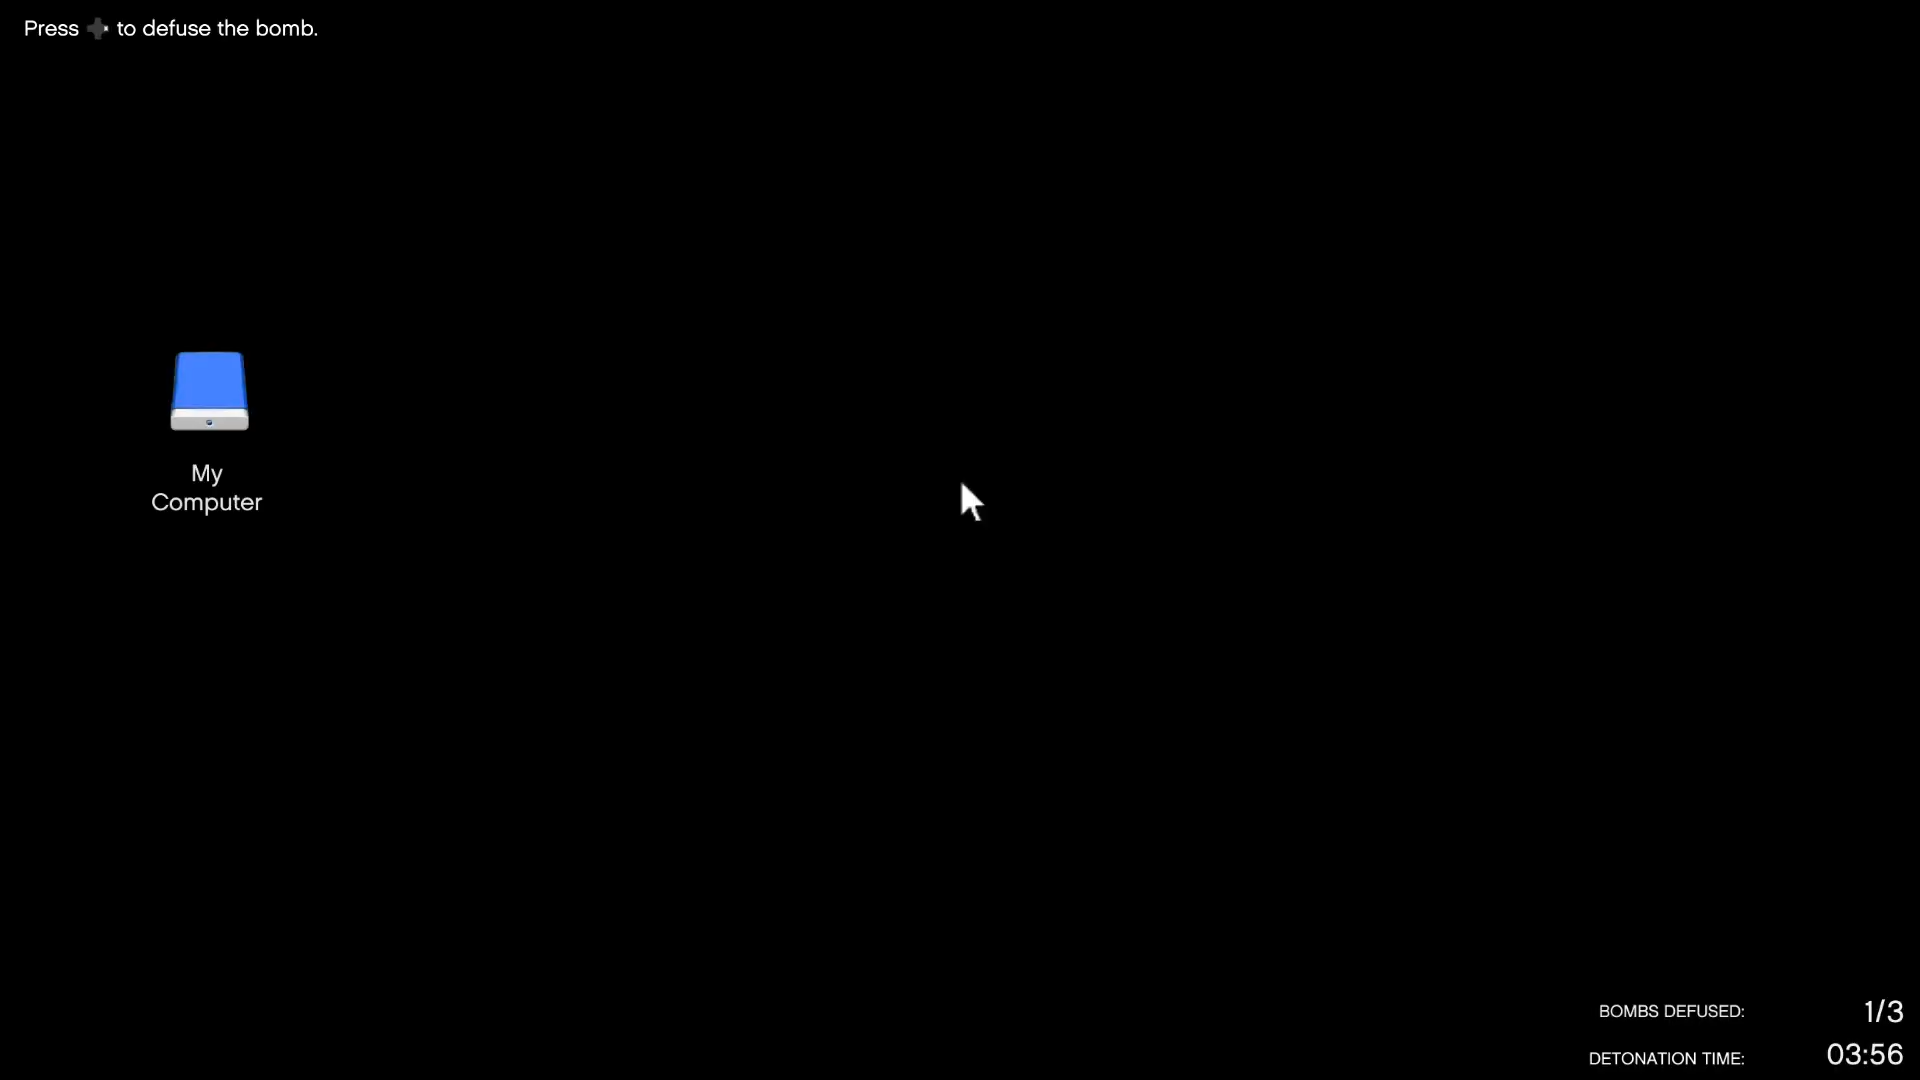 Press to defuse the bomb.
My
Computer
BOMBS DEFUSED: 1/3
DETONATION TIME: 03:56